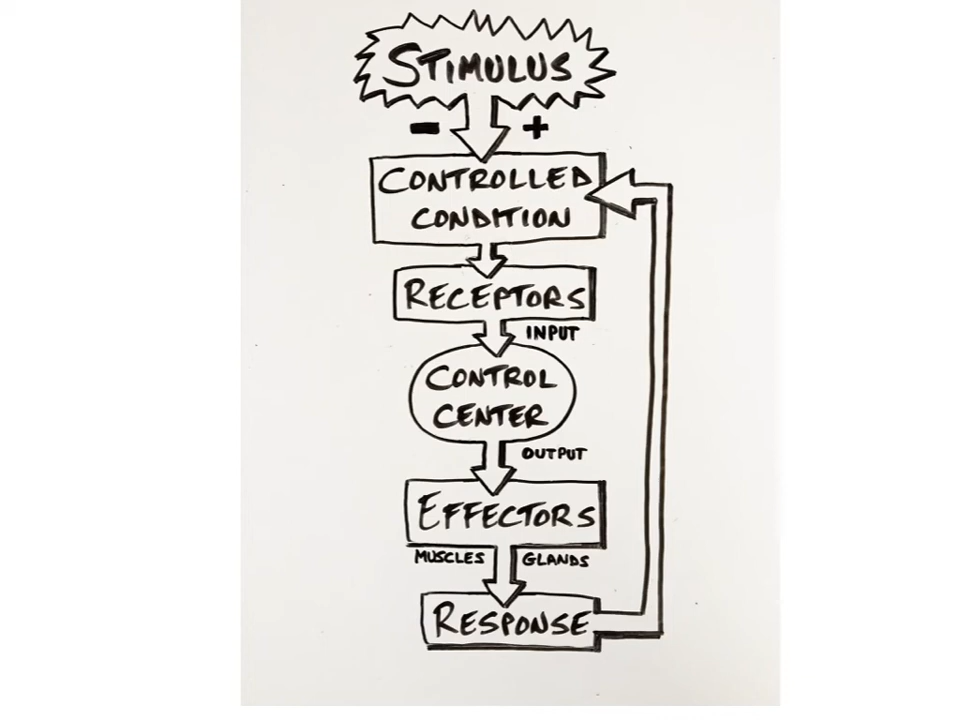 STIMULUS
- +
CONTROLLED
CONDITION
RECEPTORS
INPUT
CONTROL
CENTER
OUTPUT
EFFECTORS
MUSCLES GLANDS
RESPONSE